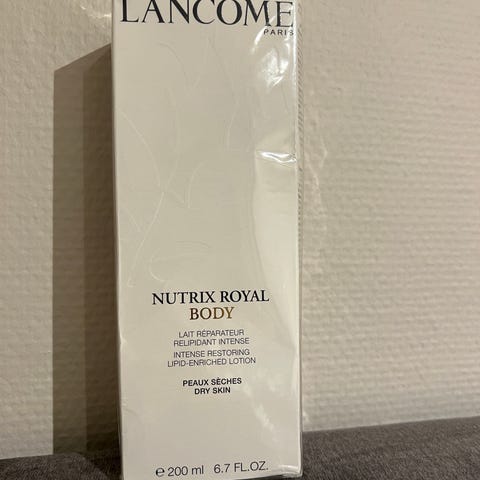 LANCÔME
PARIS
NUTRIX ROYAL
BODY
LAIT RÉPARATEUR
RELIPIDANT INTENSE
INTENSE RESTORING
LIPID-ENRICHED LOTION
PEAUX SÈCHES
DRY SKIN
e 200 ml 6.7 FL.OZ.